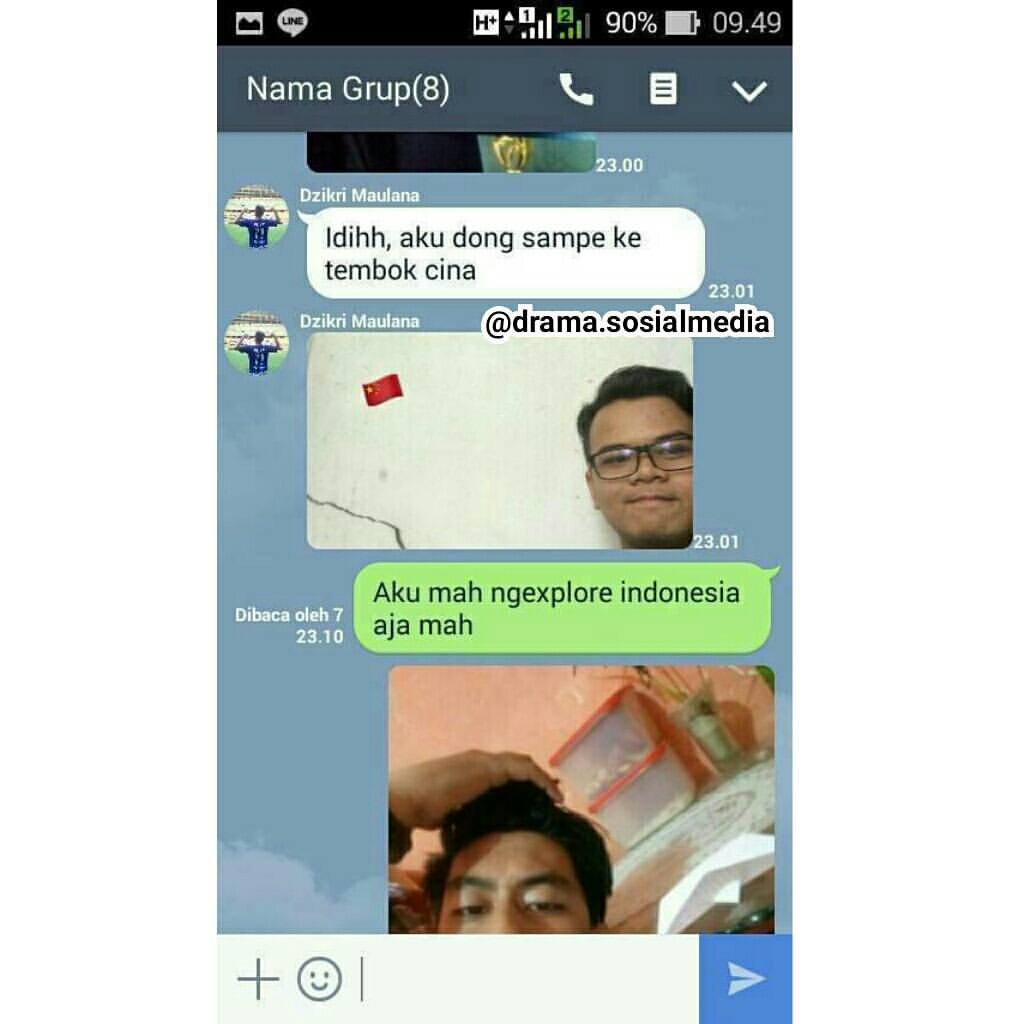 LINE
H+
1
2
90%
09.49
Nama Grup(8)
23.00
Dzikri Maulana
Idihh, aku dong sampe ke
tembok cina
23.01
Dzikri Maulana
@drama.sosialmedia
23.01
Aku mah ngexplore indonesia
aja mah
Dibaca oleh 7
23.10